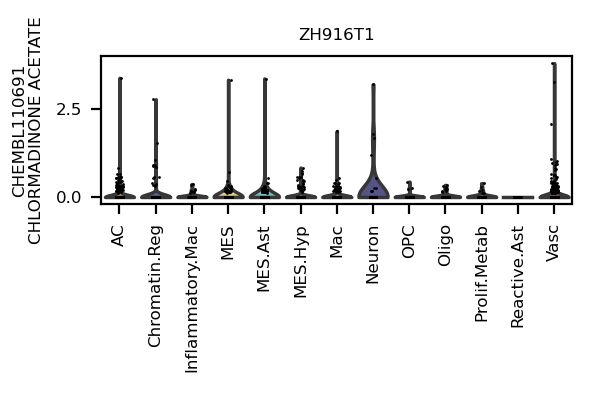 ZH916T1
CHEMBL110691
CHLORMADINONE ACETATE
2.5
0.0
AC
Chromatin.Reg
Inflammatory.Mac
MES
MES.Ast
MES.Hyp
Mac
Neuron
OPC
Oligo
Prolif.Metab
Reactive.Ast
Vasc